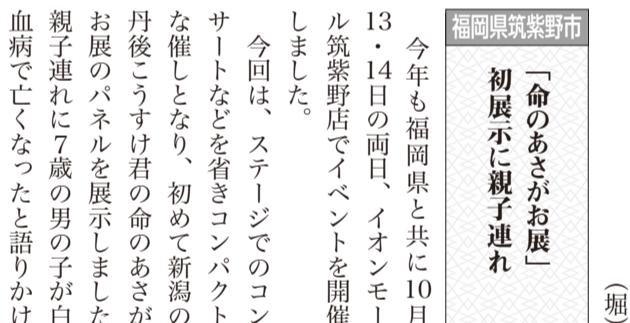 （堀）
福岡県筑紫野市
「命のあさがお展」
初展示に親子連れ
今年も福岡県と共に10月
13・14日の両日、イオンモー
ル筑紫野店でイベントを開催
しました。
今回は、ステージでのコン
サートなどを省きコンパクト
な催しとなり、初めて新潟の
丹後こうすけ君の命のあさが
お展のパネルを展示しました
親子連れに７歳の男の子が白
血病で亡くなったと語りかけ